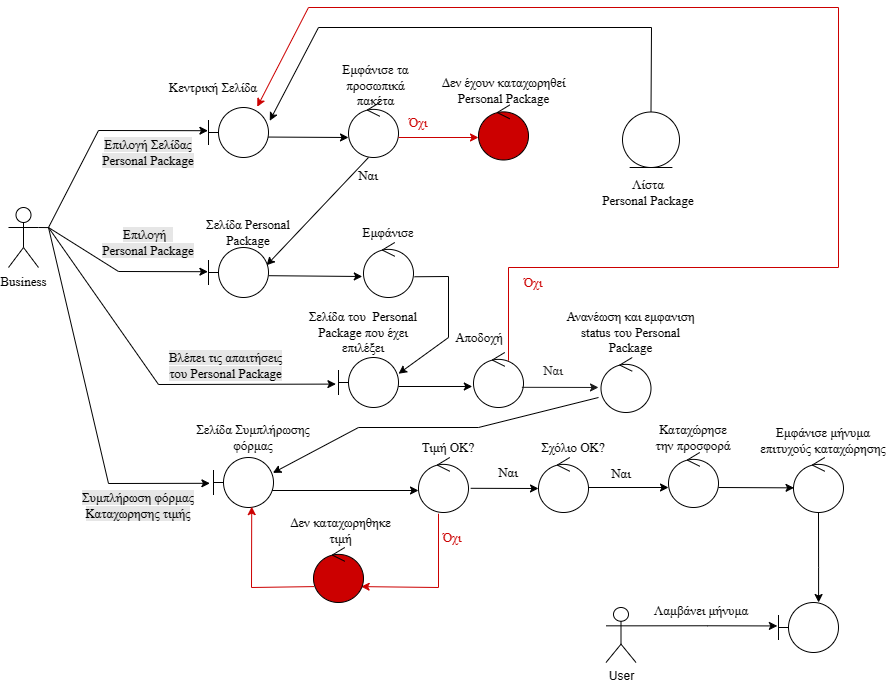 Κεντρική Σελίδα
Εμφάνισε τα
προσωπικά
πακέτα
Δεν έχουν καταχωρηθεί
Personal Package
Όχι
Επιλογή Σελίδας
Personal Package
Ναι
Λίστα
Personal Package
Business
Επιλογή
Personal Package
Σελίδα Personal
Package
Εμφάνισε
Όχι
Σελίδα του Personal
Package που έχει
επιλέξει
Αποδοχή
Ανανέωση και εμφανιση
status του Personal
Package
Βλέπει τις απαιτήσεις
του Personal Package
Ναι
Σελίδα Συμπλήρωσης
φόρμας
Τιμή ΟΚ?
Σχόλιο ΟΚ?
Καταχώρησε
την προσφορά
Εμφάνισε μήνυμα
επιτυχούς καταχώρησης
Ναι
Ναι
Συμπλήρωση φόρμας
Καταχωρησης τιμής
Δεν καταχωρηθηκε
τιμή
Όχι
Λαμβάνει μήνυμα
User